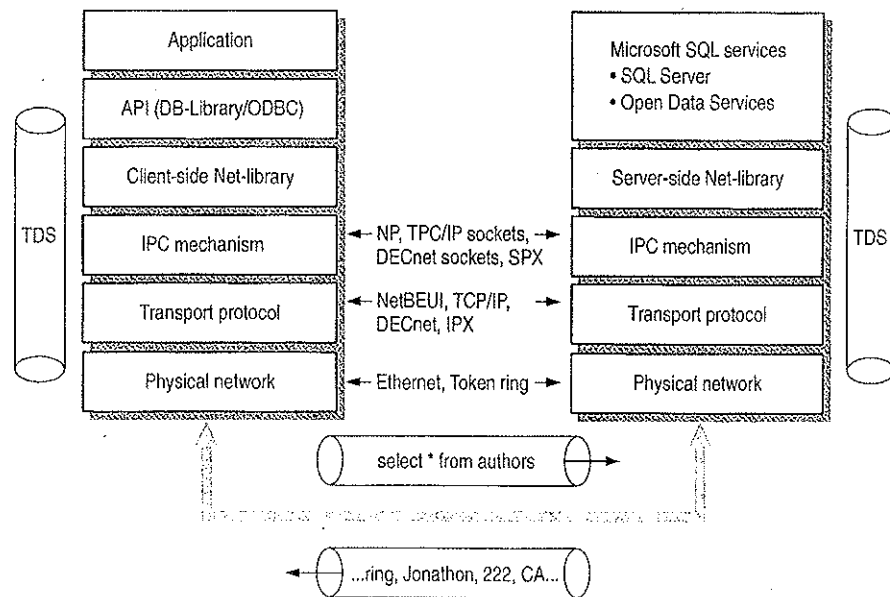 Application
API (DB-Library/ODBC)
Client-side Net-library
IPC mechanism
Transport protocol
Physical network
TDS
NP, TPC/IP sockets,
DECnet sockets, SPX
NetBEUI, TCP/IP,
DECnet, IPX
Ethernet, Token ring
Microsoft SQL services
• SQL Server
• Open Data Services
Server-side Net-library
IPC mechanism
Transport protocol
Physical network
TDS
select * from authors
...ring, Jonathon, 222, CA...